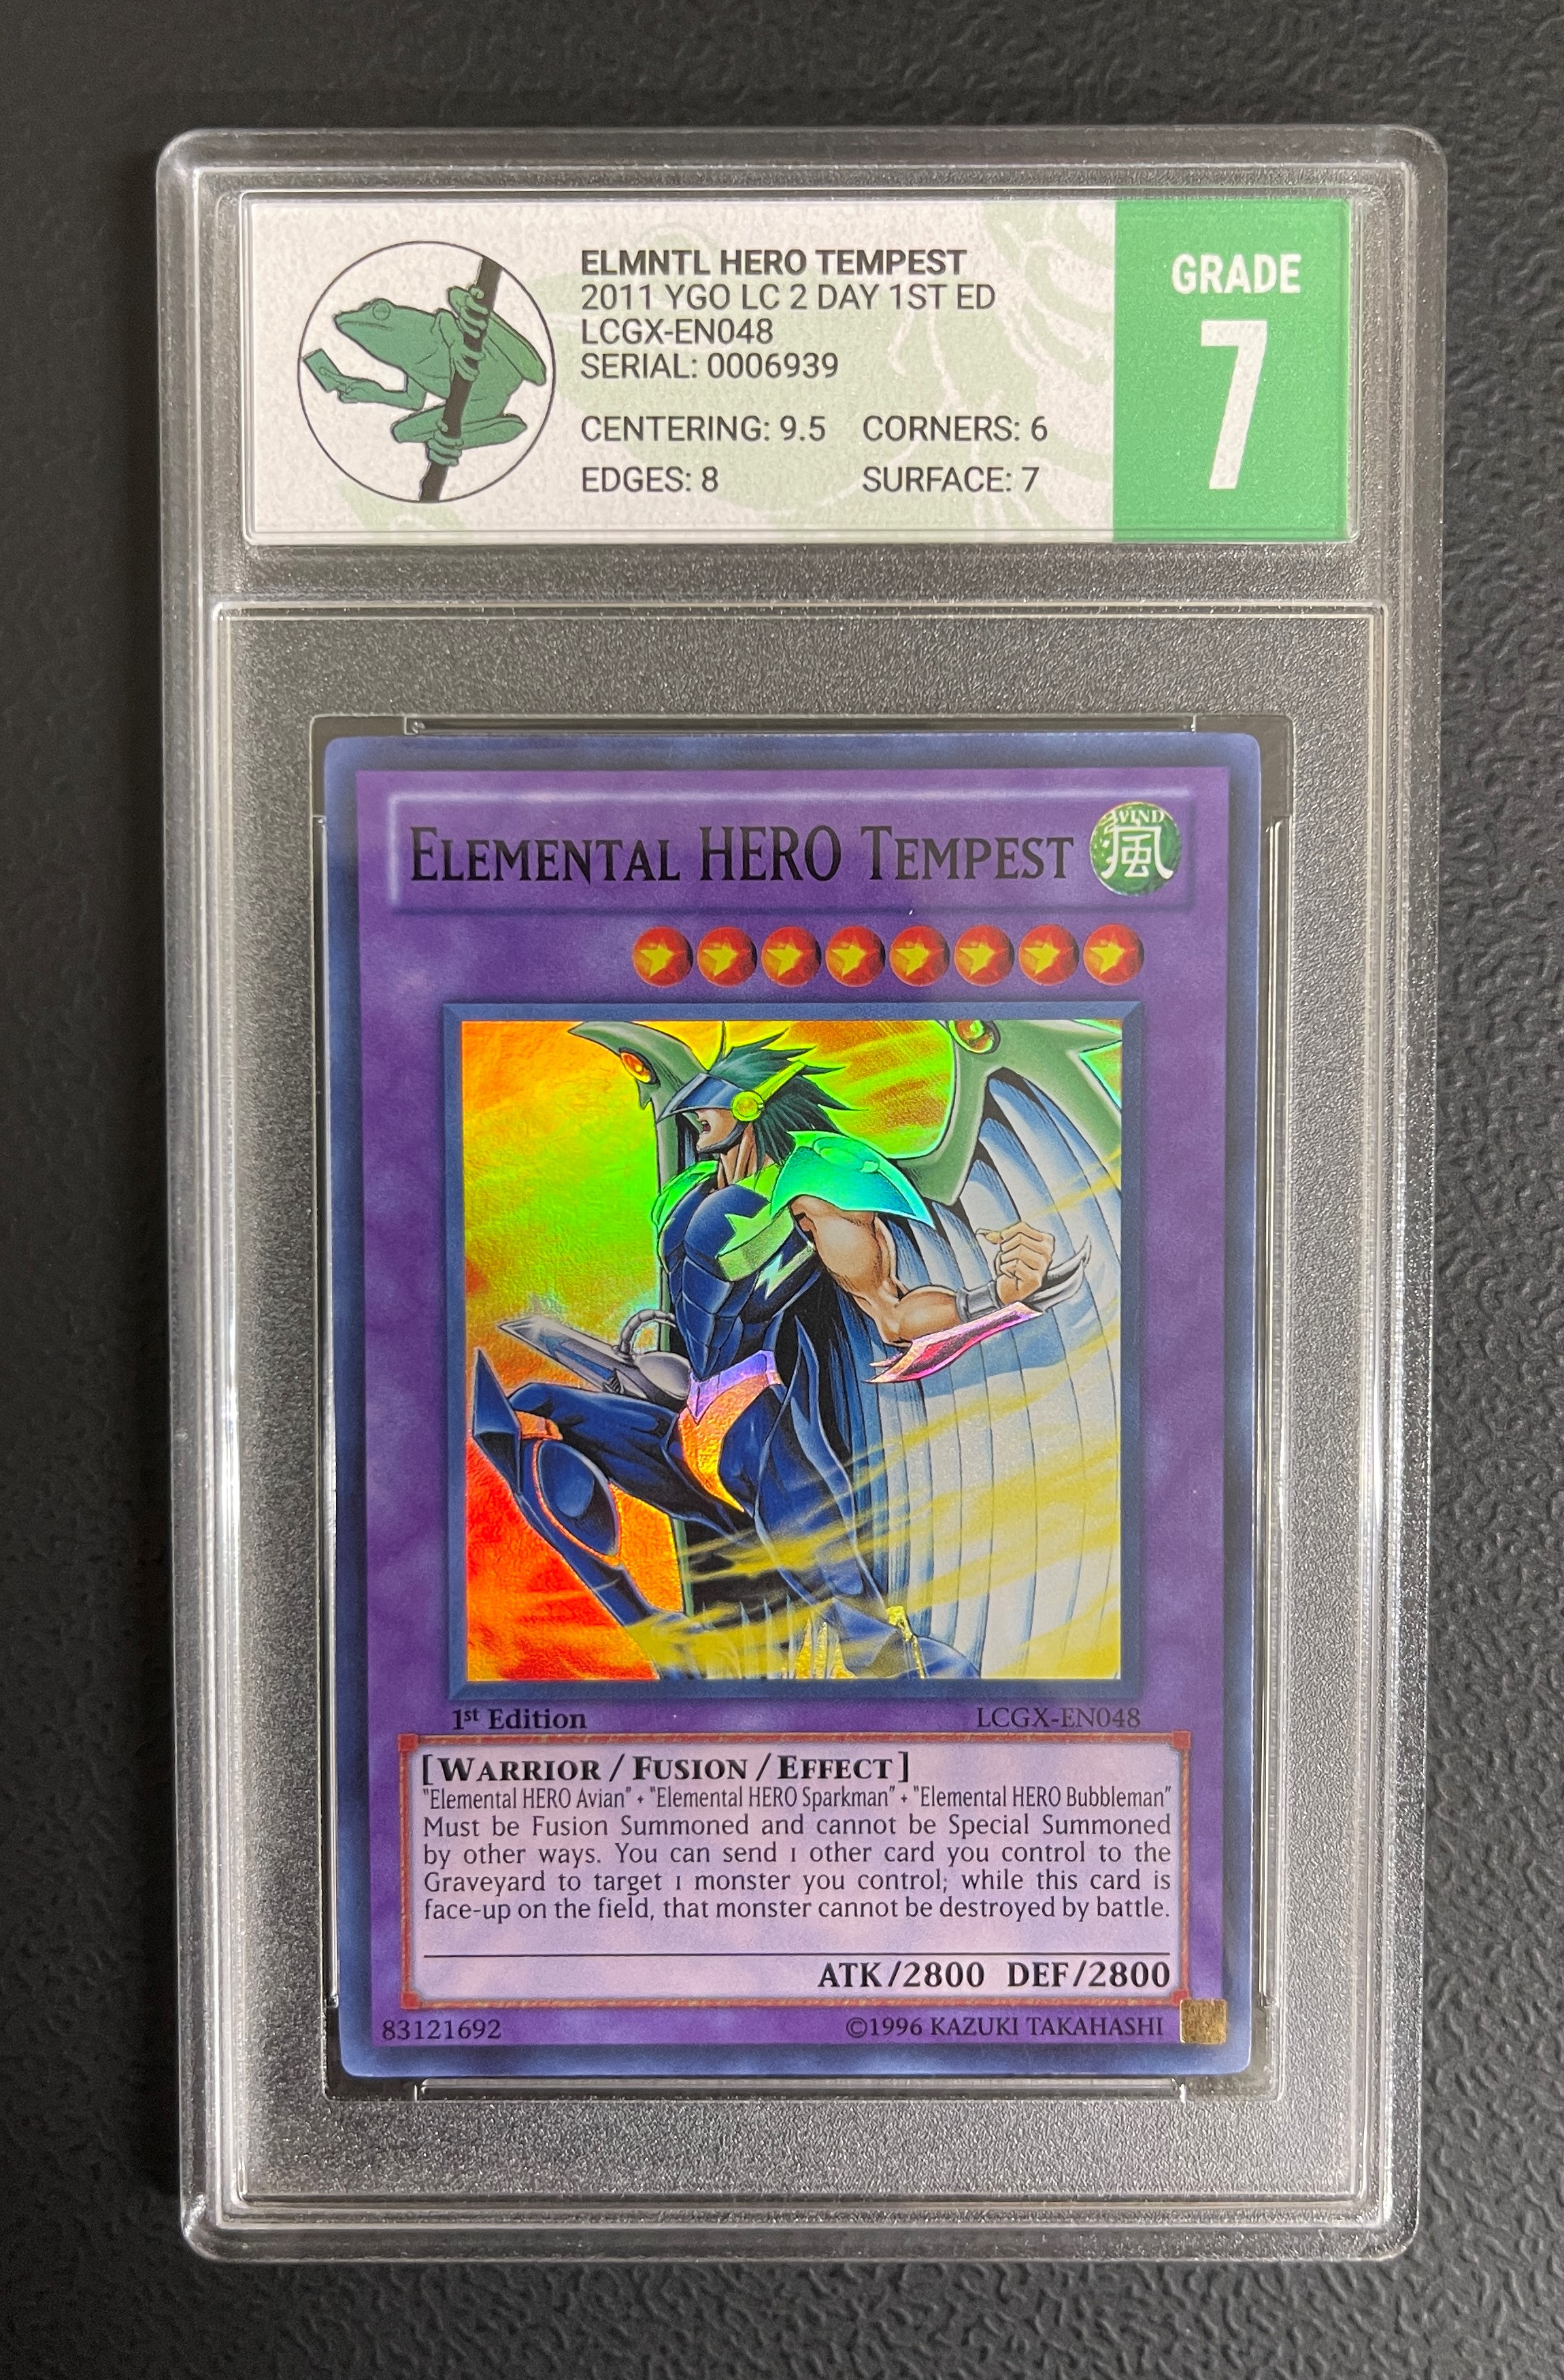 ELMNTL HERO TEMPEST
2011 YGO LC 2 DAY 1ST ED
LCGX-EN048
SERIAL: 0006939
CENTERING: 9.5 CORNERS: 6
EDGES: 8 SURFACE: 7
GRADE
7
ELEMENTAL HERO TEMPEST
WIND
風
1st Edition LCGX-EN048
[WARRIOR / FUSION / EFFECT]
"Elemental HERO Avian" + "Elemental HERO Sparkman" + "Elemental HERO Bubbleman"
Must be Fusion Summoned and cannot be Special Summoned
by other ways. You can send 1 other card you control to the
Graveyard to target 1 monster you control; while this card is
face-up on the field, that monster cannot be destroyed by battle.
ATK/2800 DEF/2800
83121692 ©1996 KAZUKI TAKAHASHI